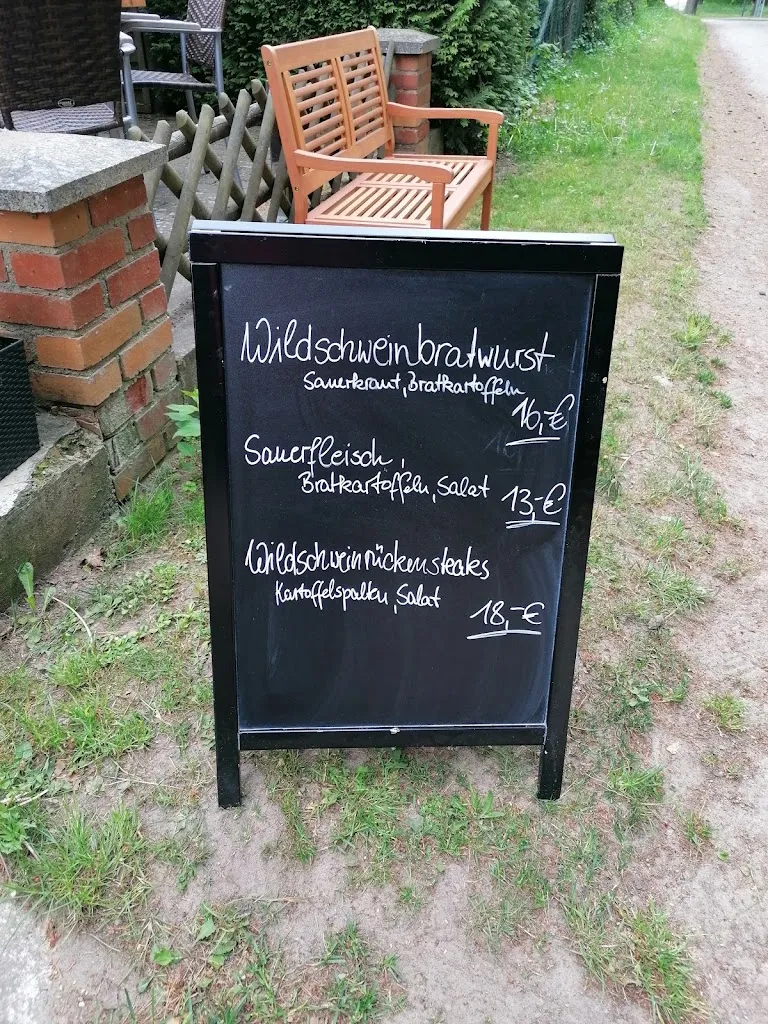 Wildschweinbratwurst
Sauerkraut, Bratkartoffeln
16,-€
Sauerfleisch,
Bratkartoffeln, Salat
13,-€
Wildschweinrückensteaks
Kartoffelspalten, Salat
18,-€